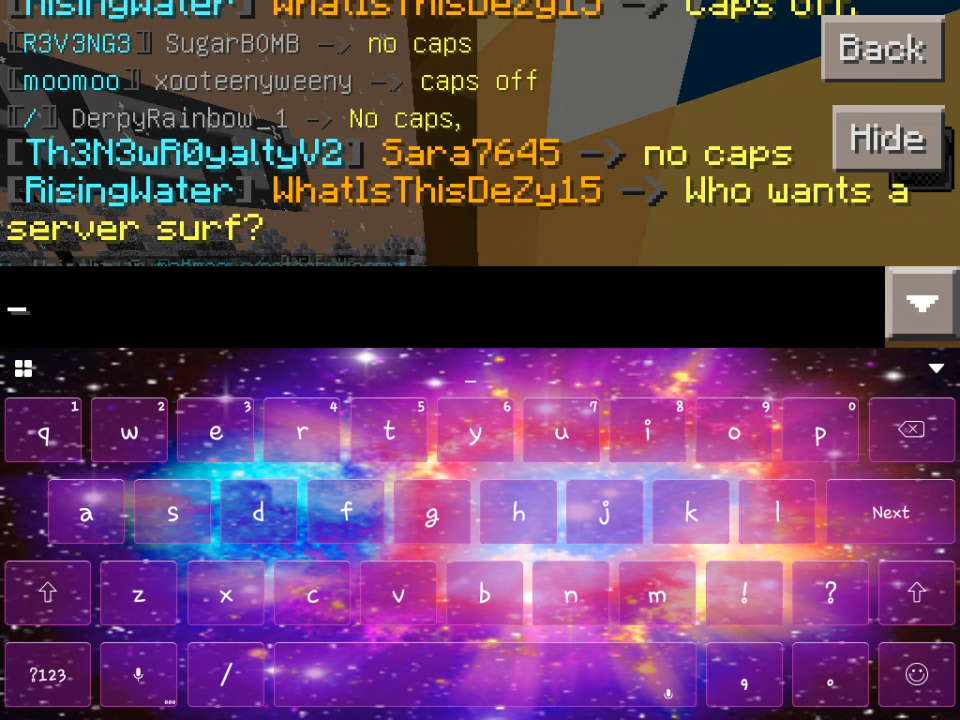 [RisingWater] WhatIsThisDeZy15 -> Caps off.
[R3V3NG3] SugarBOMB -> no caps
[moomoo] xooteenyweeny -> caps off
[/] DerpyRainbow_1 -> No caps,
[Th3N3wR0yaltyV2] Sara7645 -> no caps
[RisingWater] WhatIsThisDeZy15 -> Who wants a
server surf?
Back
Hide
_
_
1 2 3 4 5 6 7 8 9 0
q w e r t y u i o p
a s d f g h j k l Next
z x c v b n m ! ?
?123 / , .